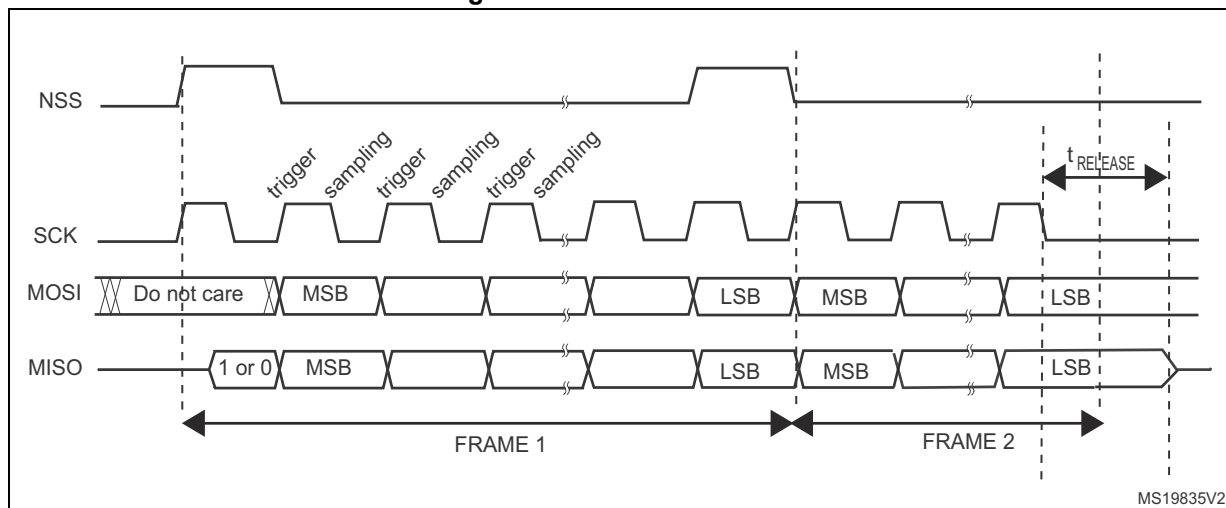 NSS
trigger sampling trigger sampling trigger sampling
t RELEASE
SCK
MOSI Do not care MSB LSB MSB LSB
MISO 1 or 0 MSB LSB MSB LSB
FRAME 1 FRAME 2
MS19835V2